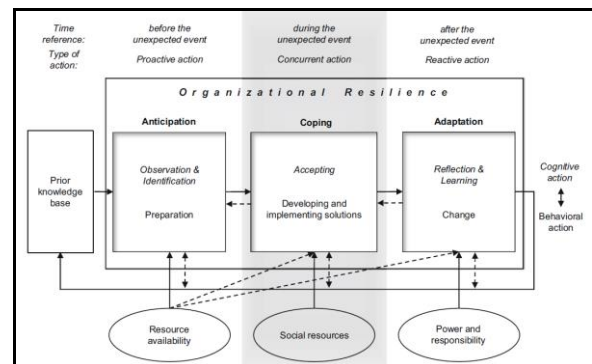 Time reference:
before the unexpected event
during the unexpected event
after the unexpected event
Type of action:
Proactive action
Concurrent action
Reactive action
Organizational Resilience
Anticipation
Coping
Adaptation
Prior knowledge base
Observation & Identification
Preparation
Accepting
Developing and implementing solutions
Reflection & Learning
Change
Cognitive action
Behavioral action
Resource availability
Social resources
Power and responsibility